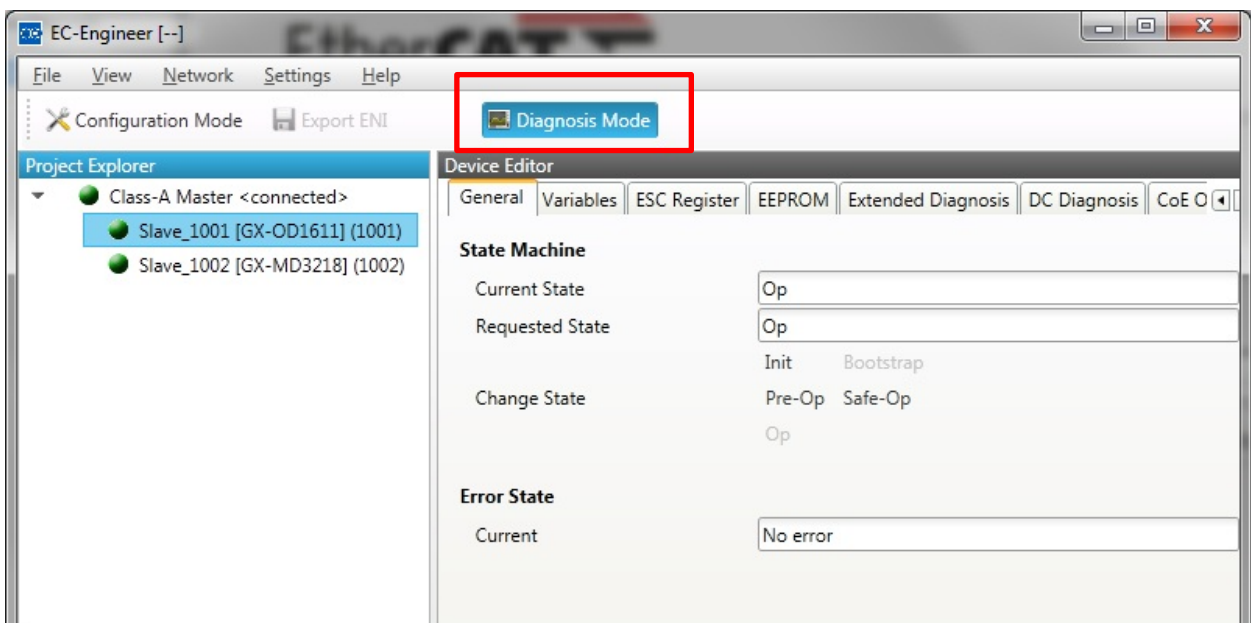 EC-Engineer [--]
EtherCAT
File View Network Settings Help
Configuration Mode Export ENI Diagnosis Mode
Project Explorer
Class-A Master <connected>
Slave_1001 [GX-OD1611] (1001)
Slave_1002 [GX-MD3218] (1002)
Device Editor
General Variables ESC Register EEPROM Extended Diagnosis DC Diagnosis CoE O
State Machine
Current State Op
Requested State Op
Init Bootstrap
Change State Pre-Op Safe-Op
Op
Error State
Current No error